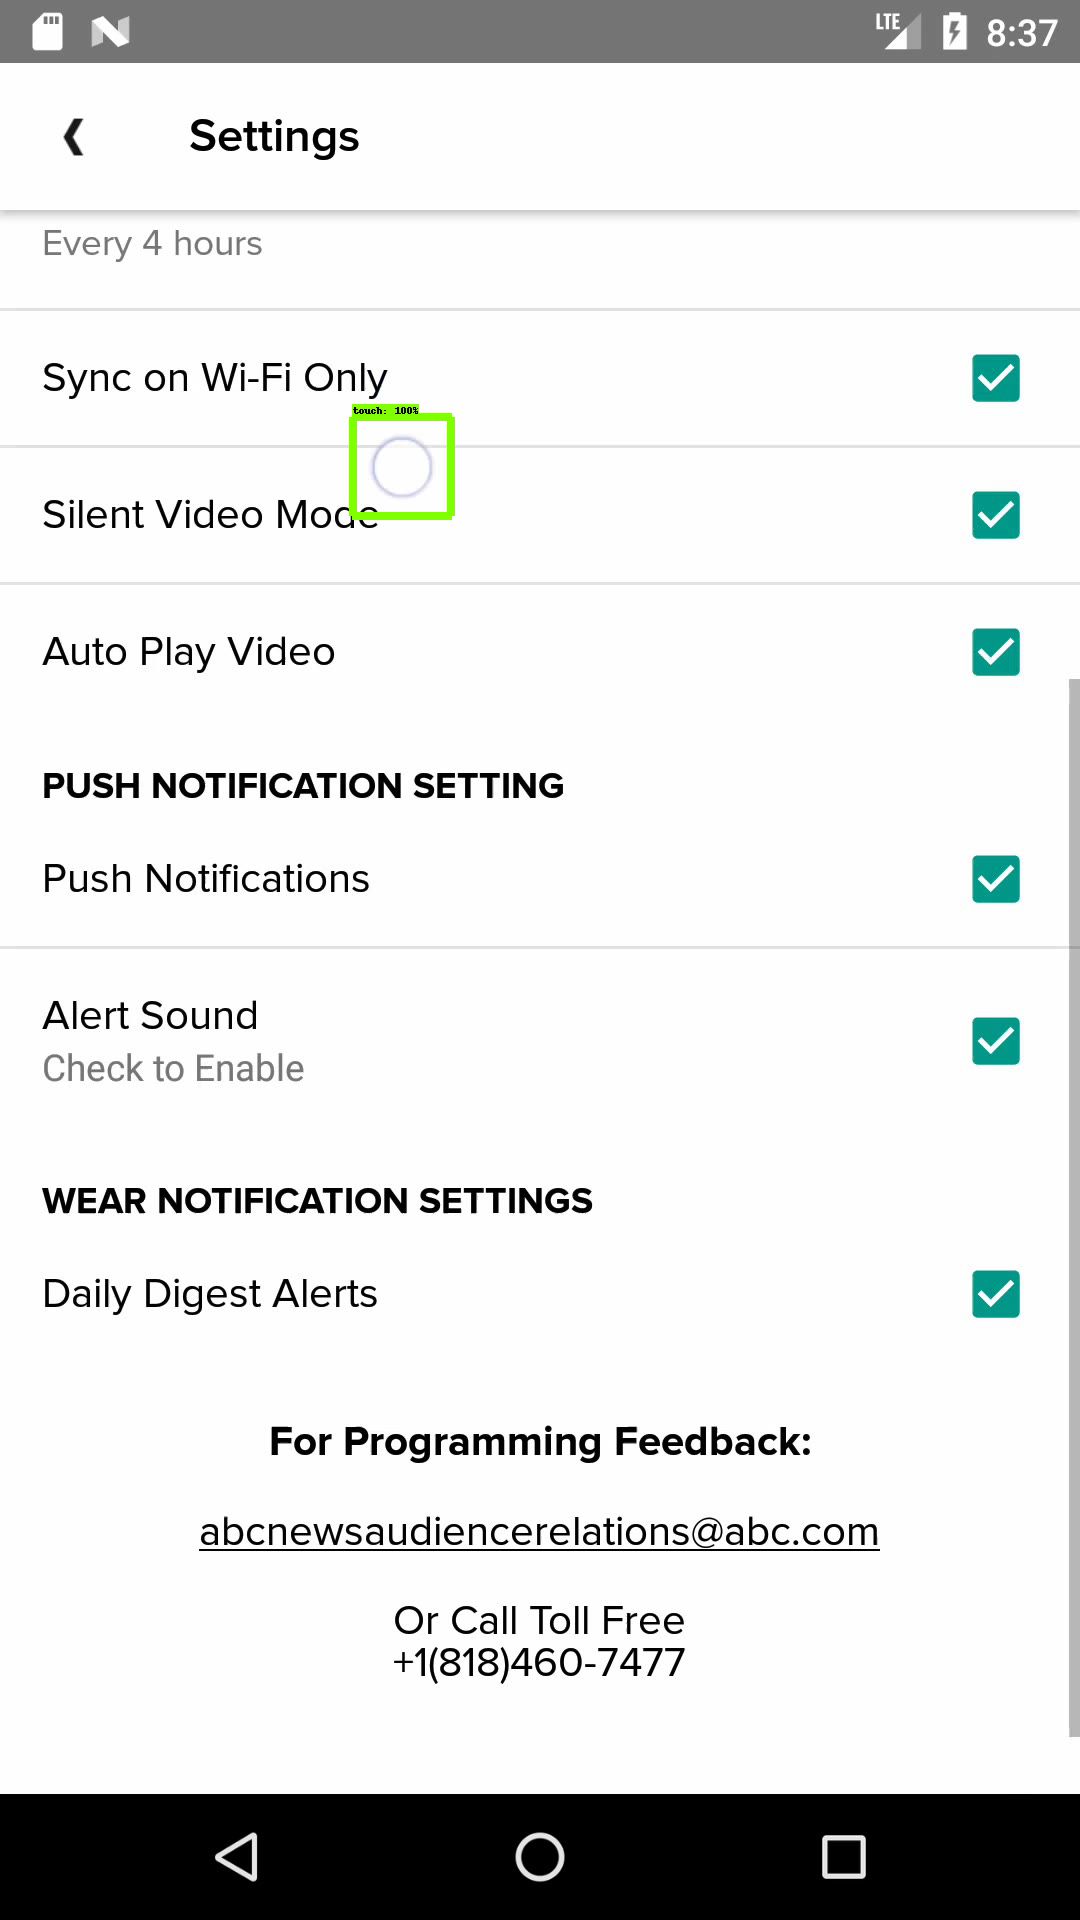 LTE 8:37
Settings
Every 4 hours
Sync on Wi-Fi Only
touch: 100%
Silent Video Mode
Auto Play Video
PUSH NOTIFICATION SETTING
Push Notifications
Alert Sound
Check to Enable
WEAR NOTIFICATION SETTINGS
Daily Digest Alerts
For Programming Feedback:
abcnewsaudiencerelations@abc.com
Or Call Toll Free
+1(818)460-7477